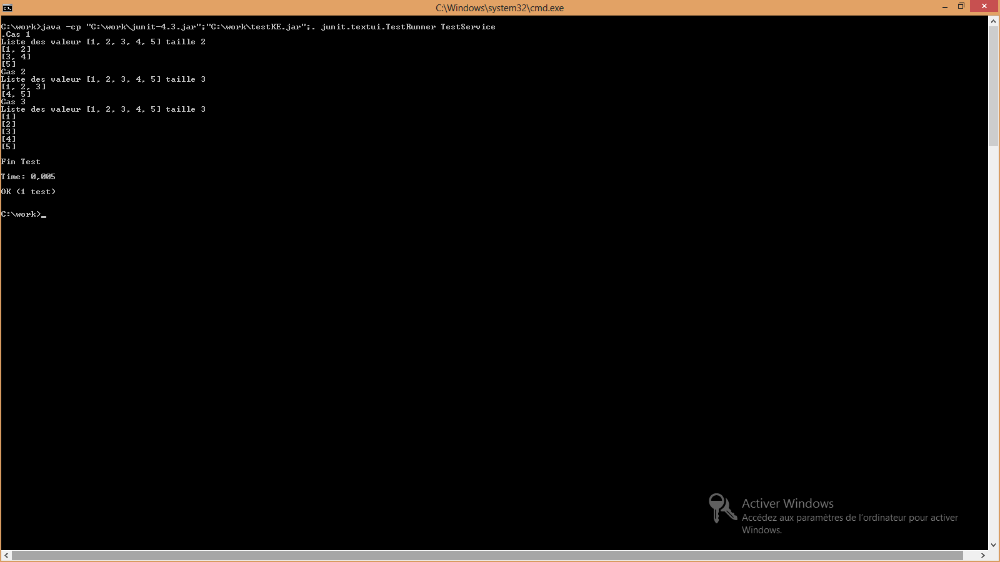 C:\Windows\system32\cmd.exe
C:\work>java -cp "C:\work\junit-4.3.jar";"C:\work\testKE.jar";. junit.textui.TestRunner TestService
.Cas 1
Liste des valeur [1, 2, 3, 4, 5] taille 2
[1, 2]
[3, 4]
[5]
Cas 2
Liste des valeur [1, 2, 3, 4, 5] taille 3
[1, 2, 3]
[4, 5]
Cas 3
Liste des valeur [1, 2, 3, 4, 5] taille 3
[1]
[2]
[3]
[4]
[5]
Fin Test
Time: 0,005
OK (1 test)
C:\work>_
Activer Windows
Accédez aux paramètres de l'ordinateur pour activer
Windows.